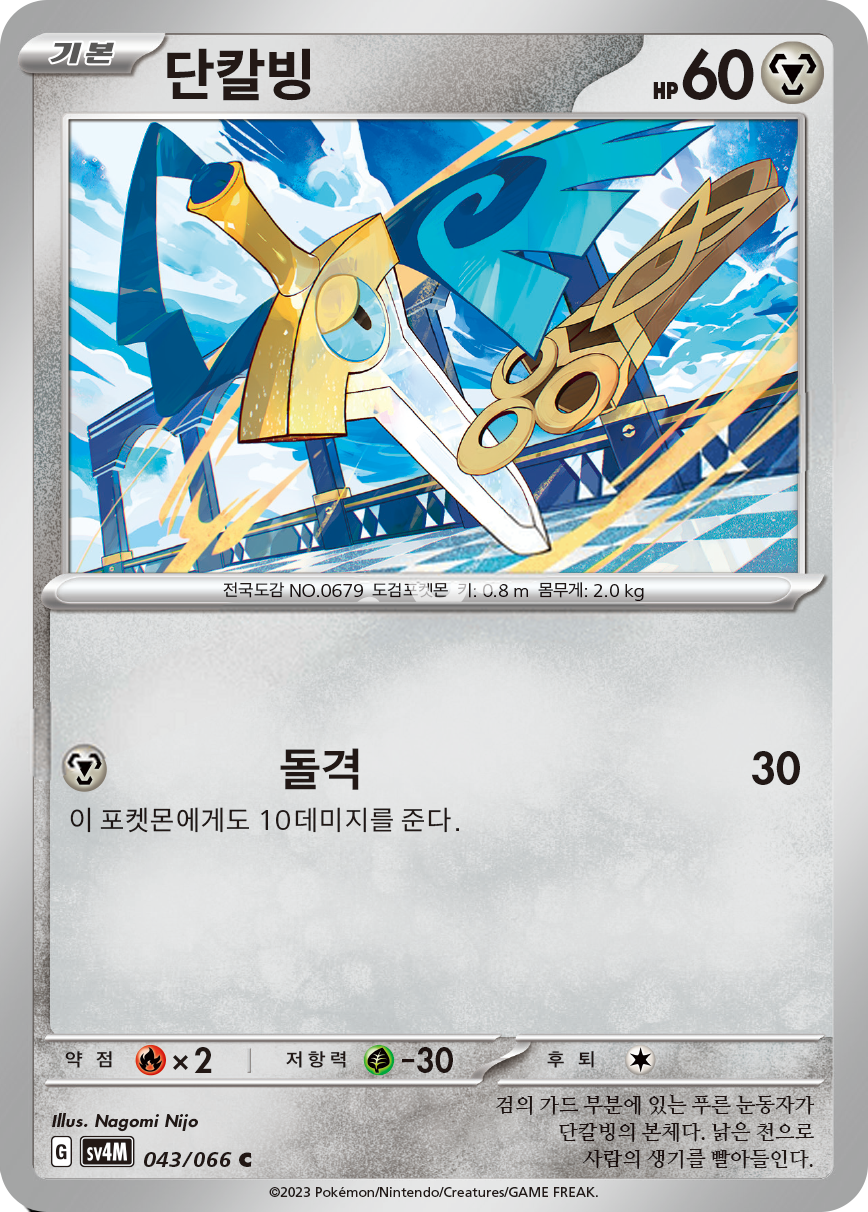 기본
단칼빙
HP 60
전국도감 NO.0679 도검포켓몬 키: 0.8 m 몸무게: 2.0 kg
돌격 30
이 포켓몬에게도 10데미지를 준다.
약점 ×2 저항력 -30 후퇴
검의 가드 부분에 있는 푸른 눈동자가
단칼빙의 본체다. 낡은 천으로
사람의 생기를 빨아들인다.
Illus. Nagomi Nijo
G SV4M 043/066 C
©2023 Pokémon/Nintendo/Creatures/GAME FREAK.